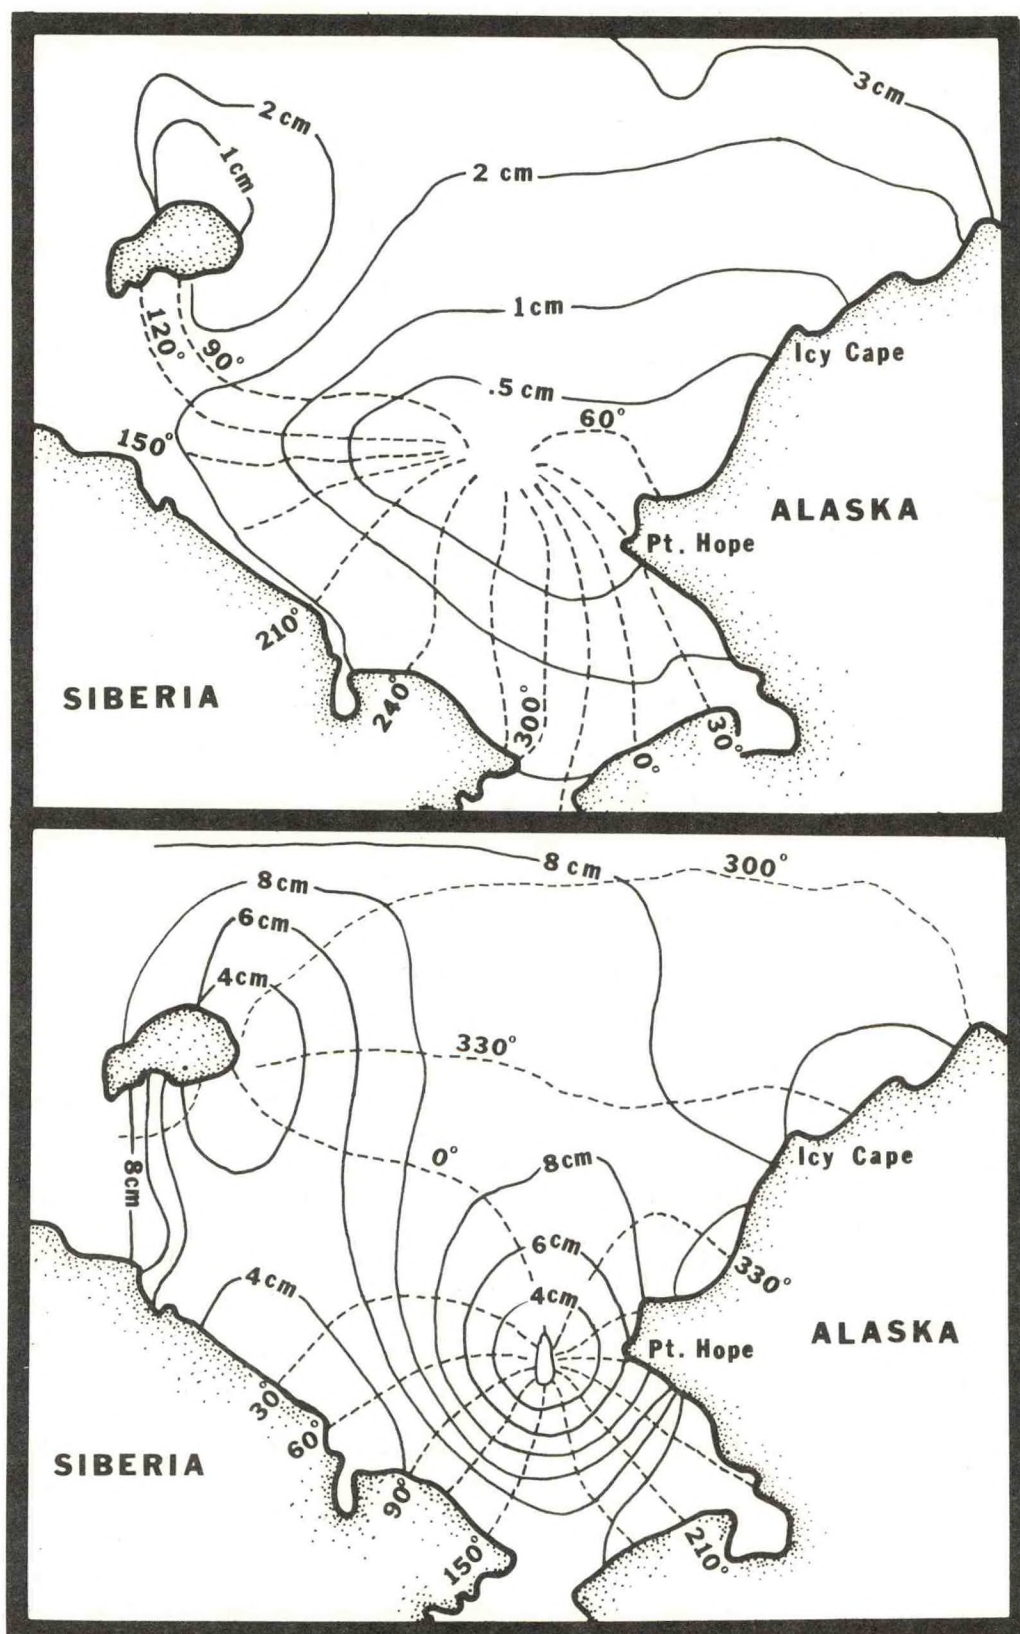 3cm
2 cm
1cm
2 cm
1cm
Icy Cape
120°
90°
.5 cm
60°
150°
ALASKA
Pt. Hope
210°
SIBERIA
240°
300°
0°
30°
8 cm
300°
8cm
6cm
4cm
330°
Icy Cape
0°
8cm
8cm
6cm
330°
4cm
4cm
ALASKA
Pt. Hope
30°
60°
SIBERIA
90°
150°
210°